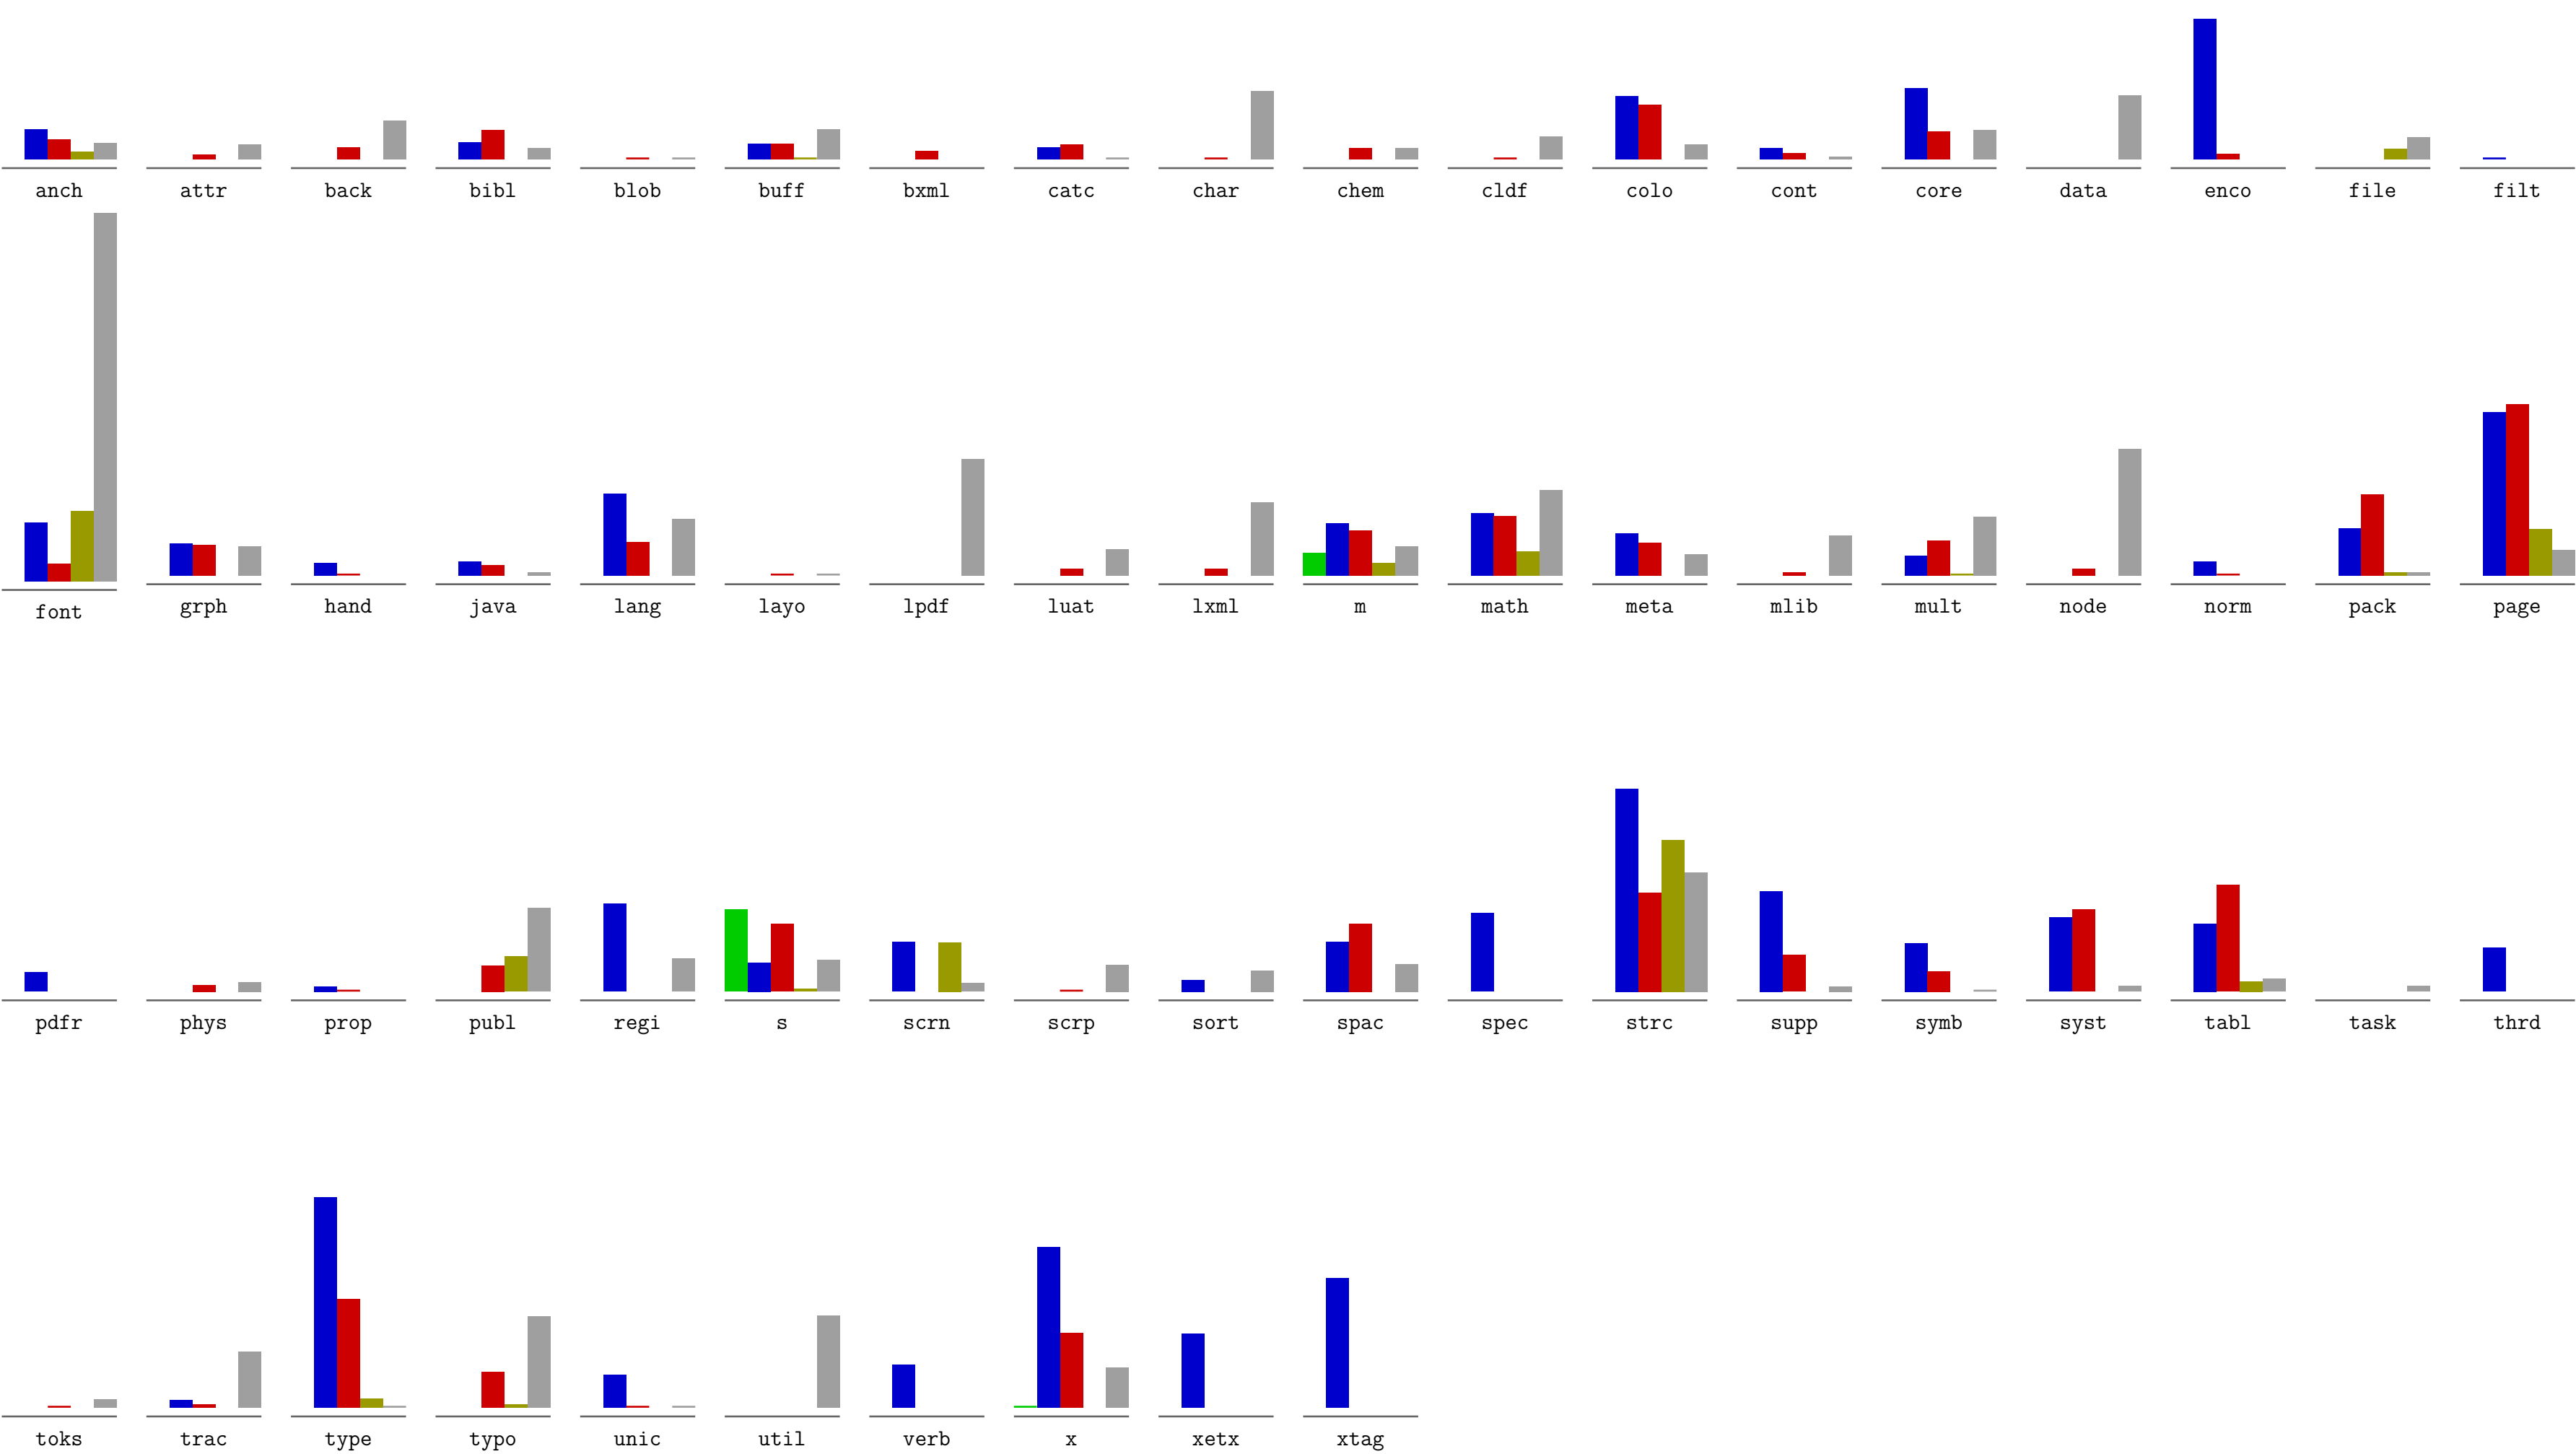 anch attr back bibl blob buff bxml catc char chem cldf colo cont core data enco file filt
font grph hand java lang layo lpdf luat lxml m math meta mlib mult node norm pack page
pdfr phys prop publ regi s scrn scrp sort spac spec strc supp symb syst tabl task thrd
toks trac type typo unic util verb x xetx xtag